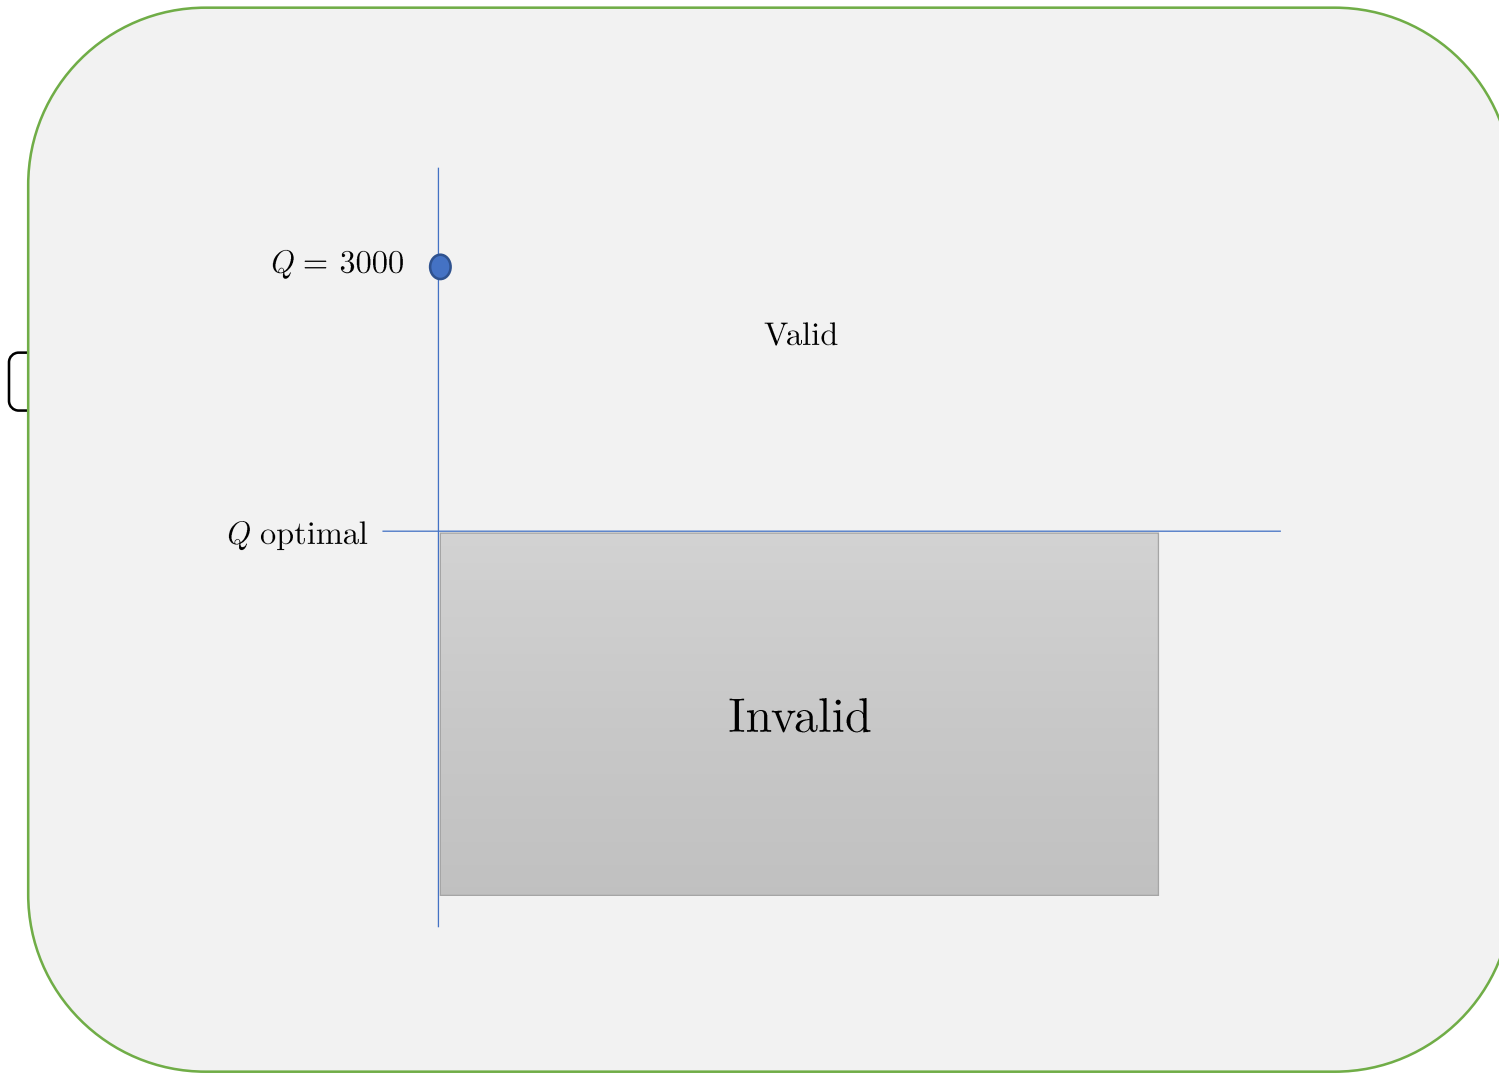 Q = 3000
Valid
Q optimal
Invalid